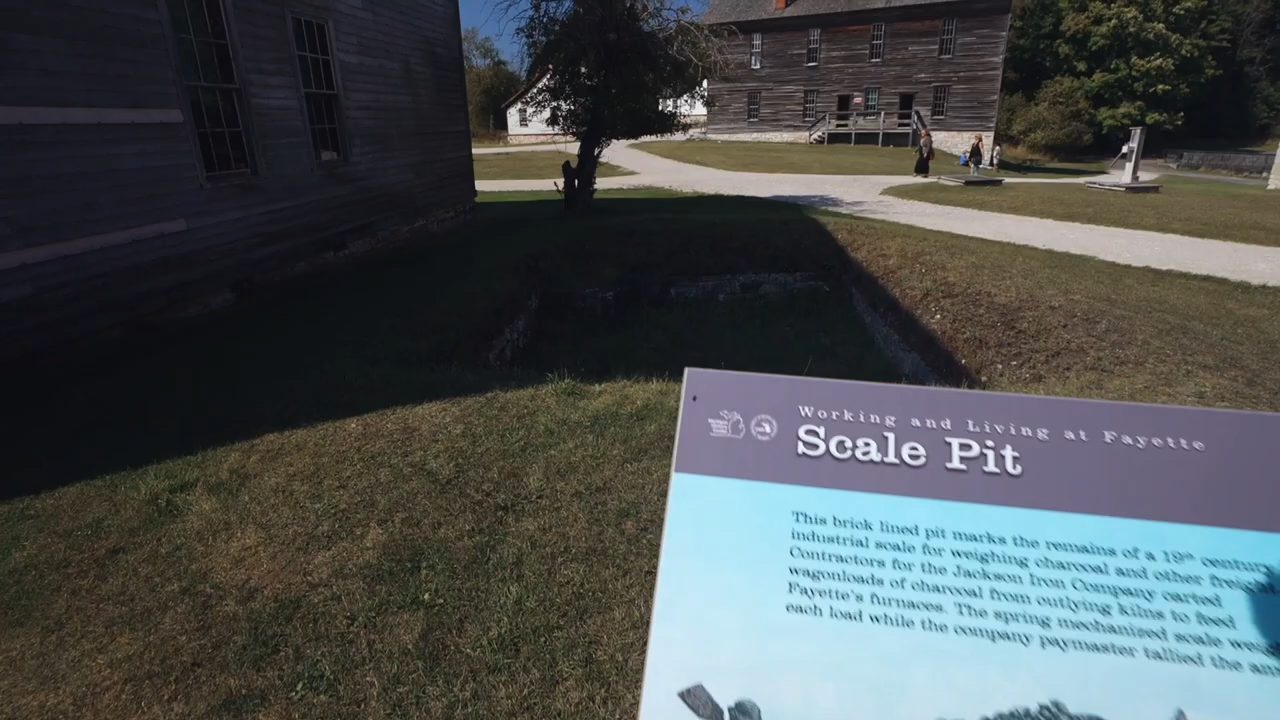 Working and Living at Fayette
Scale Pit
This brick lined pit marks the remains of a 19th century
industrial scale for weighing charcoal and other freight.
Contractors for the Jackson Iron Company carted
wagonloads of charcoal from outlying kilns to feed
Fayette's furnaces. The spring mechanized scale
each load while the company paymaster tallied the